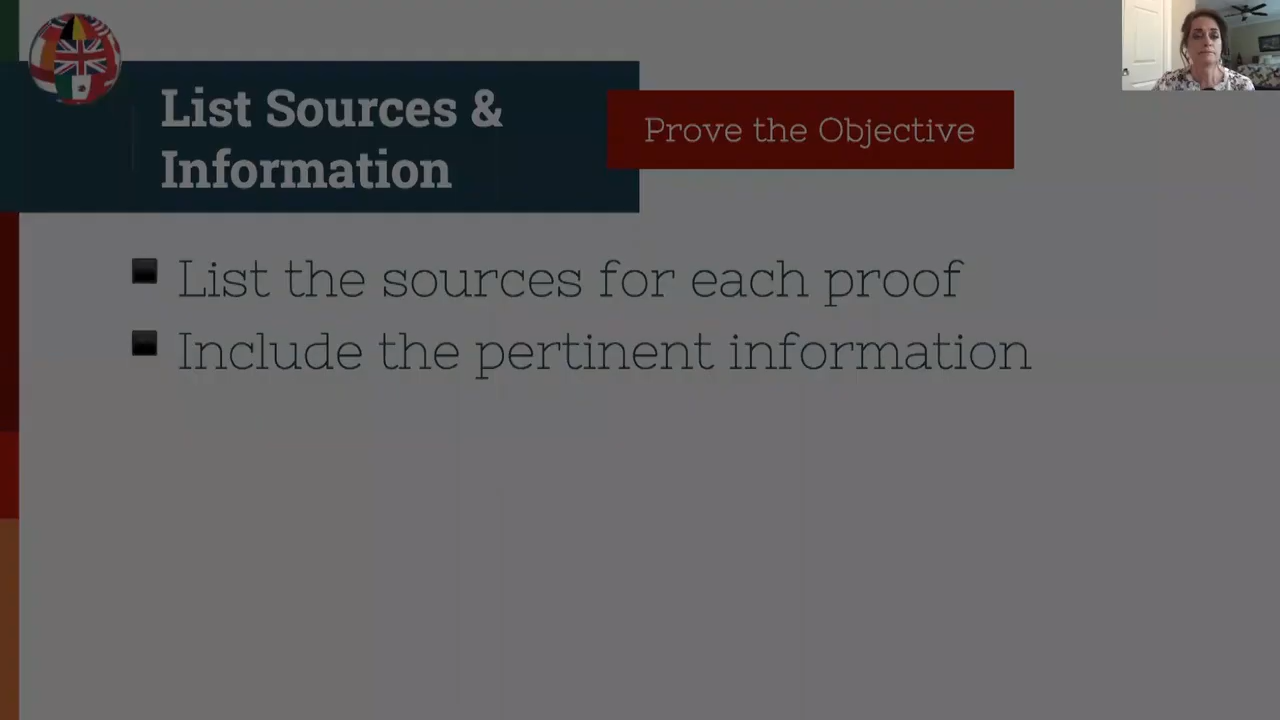 List Sources &
Information
Prove the Objective
List the sources for each proof
Include the pertinent information